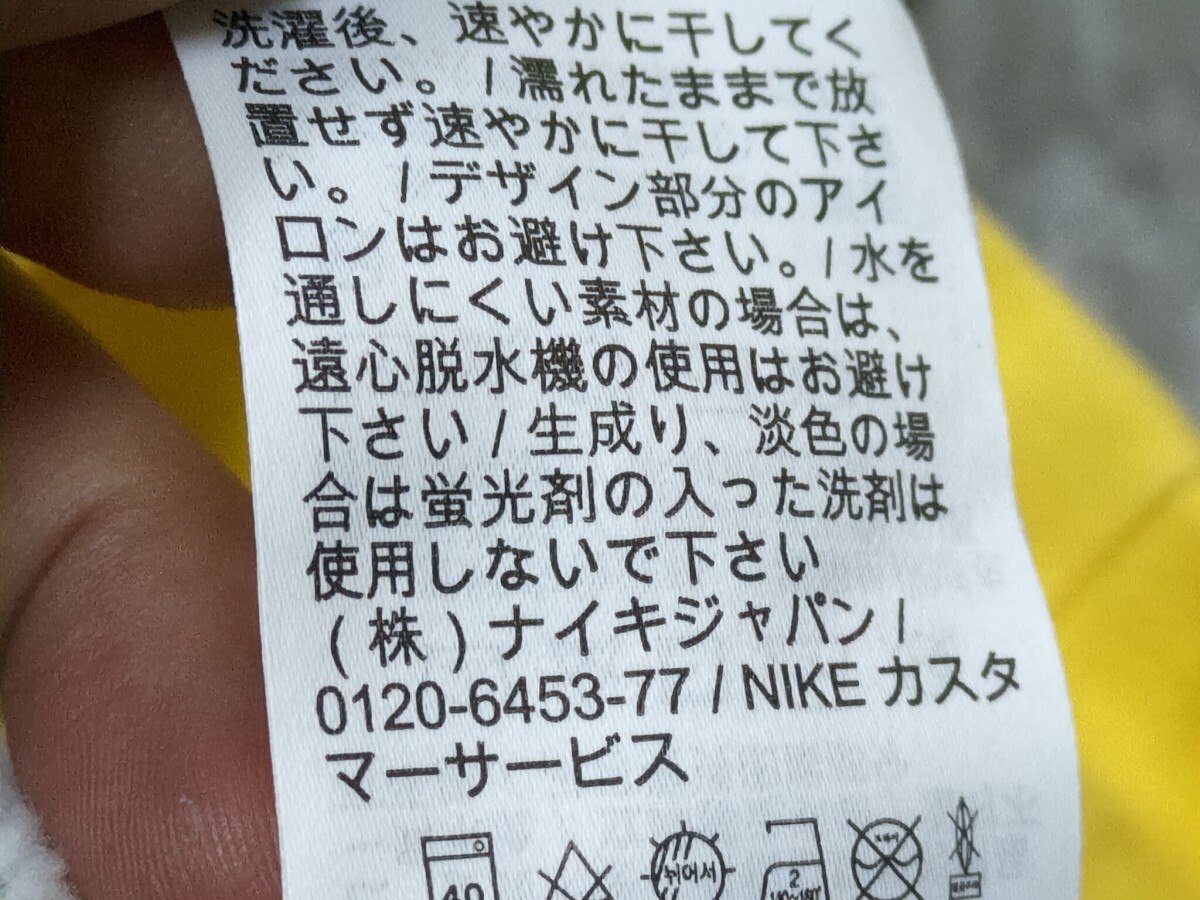 洗濯後、速やかに干してく
ださい。 / 濡れたままで放
置せず速やかに干して下さ
い。 / デザイン部分のアイ
ロンはお避け下さい。/ 水を
通しにくい素材の場合は、
遠心脱水機の使用はお避け
下さい / 生成り、淡色の場
合は蛍光剤の入った洗剤は
使用しないで下さい
( 株 ) ナイキジャパン /
0120-6453-77 / NIKE カスタ
マーサービス
40 뉘어서 2